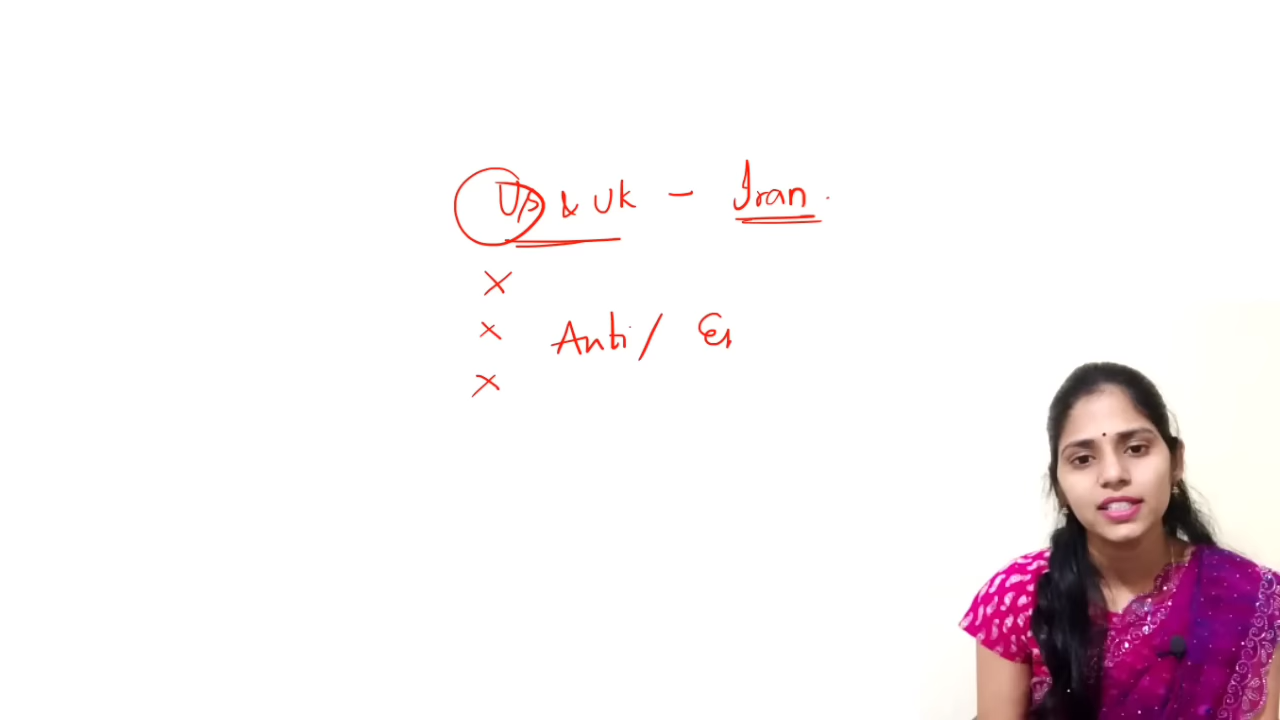 Us & Uk - Iran.
×
× Anti/
×